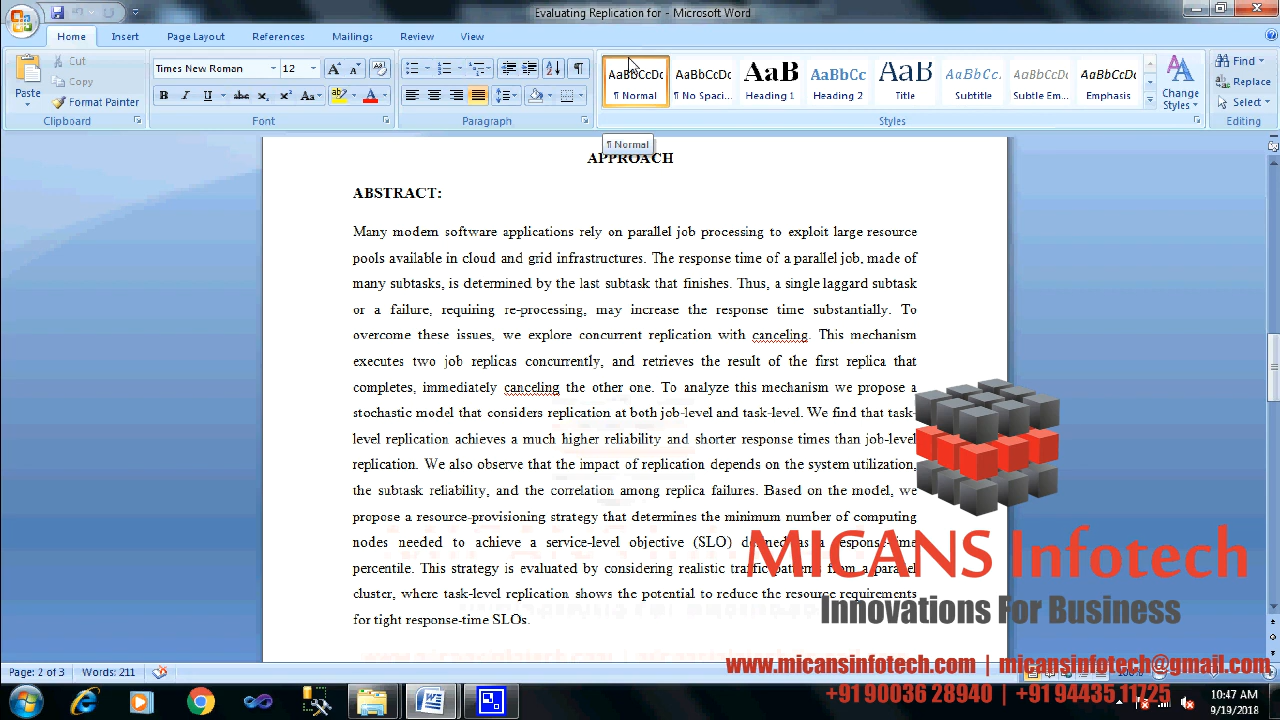 Evaluating Replication for - Microsoft Word
Home Insert Page Layout References Mailings Review View
Paste
Cut
Copy
Format Painter
Clipboard
Times New Roman 12
B I U abe x₂ x² Aa
Font
Paragraph
AaBbCcDc AaBbCcDc AaB AaBbCc AaB AaBbCc. AaBbCcDc AaBbCcDc
¶ Normal ¶ No Spaci... Heading 1 Heading 2 Title Subtitle Subtle Em... Emphasis
Change Styles
Styles
Find
Replace
Select
Editing
¶ Normal
APPROACH
ABSTRACT:
Many modern software applications rely on parallel job processing to exploit large resource
pools available in cloud and grid infrastructures. The response time of a parallel job, made of
many subtasks, is determined by the last subtask that finishes. Thus, a single laggard subtask
or a failure, requiring re-processing, may increase the response time substantially. To
overcome these issues, we explore concurrent replication with canceling. This mechanism
executes two job replicas concurrently, and retrieves the result of the first replica that
completes, immediately canceling the other one. To analyze this mechanism we propose a
stochastic model that considers replication at both job-level and task-level. We find that task-
level replication achieves a much higher reliability and shorter response times than job-level
replication. We also observe that the impact of replication depends on the system utilization,
the subtask reliability, and the correlation among replica failures. Based on the model, we
propose a resource-provisioning strategy that determines the minimum number of computing
nodes needed to achieve a service-level objective (SLO) defined as a response-time
percentile. This strategy is evaluated by considering realistic traffic patterns from a parallel
cluster, where task-level replication shows the potential to reduce the resource requirements
for tight response-time SLOs.
MICANS Infotech
Innovations For Business
www.micansinfotech.com | micansinfotech@gmail.com
+91 90036 28940 | +91 94435 11725
Page: 2 of 3 Words: 211
100%
10:47 AM
9/19/2018